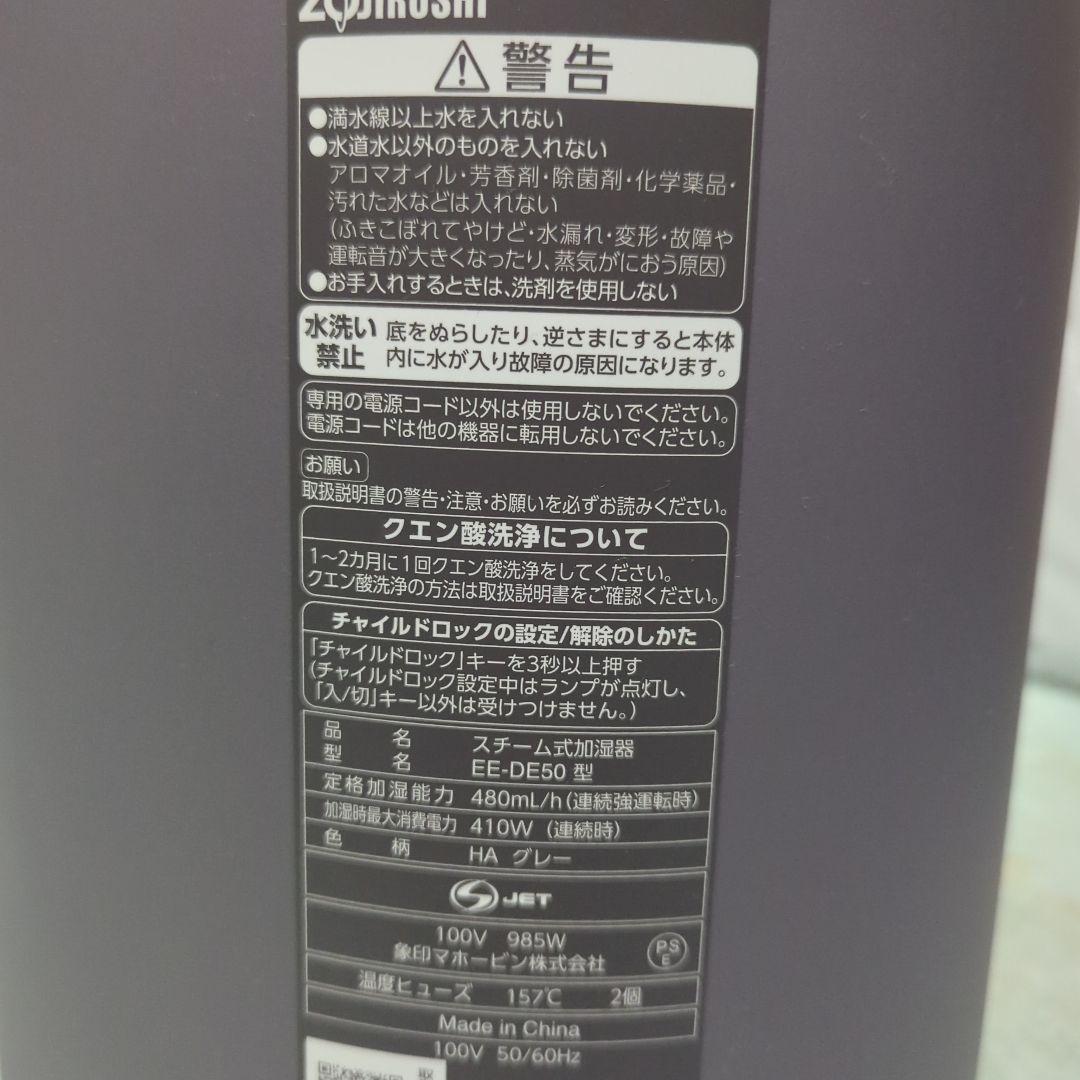 ZOJIRUSHI
警告
●満水線以上水を入れない
●水道水以外のものを入れない
アロマオイル・芳香剤・除菌剤・化学薬品・
汚れた水などは入れない
(ふきこぼれてやけど・水漏れ・変形・故障や
運転音が大きくなったり、蒸気がにおう原因)
●お手入れするときは、洗剤を使用しない
水洗い
禁止
底をぬらしたり、逆さまにすると本体
内に水が入り故障の原因になります。
専用の電源コード以外は使用しないでください。
電源コードは他の機器に転用しないでください。
お願い
取扱説明書の警告・注意・お願いを必ずお読みください。
クエン酸洗浄について
1〜2カ月に1回クエン酸洗浄をしてください。
クエン酸洗浄の方法は取扱説明書をご確認ください。
チャイルドロックの設定/解除のしかた
「チャイルドロック」キーを3秒以上押す
(チャイルドロック設定中はランプが点灯し、
「入/切」キー以外は受けつけません。)
品名 スチーム式加湿器
型名 EE-DE50 型
定格加湿能力 480mL/h(連続強運転時)
加湿時最大消費電力 410W (連続時)
色柄 HA グレー
S JET
100V 985W
象印マホービン株式会社
PS
E
温度ヒューズ 157℃ 2個
Made in China
100V 50/60Hz
取